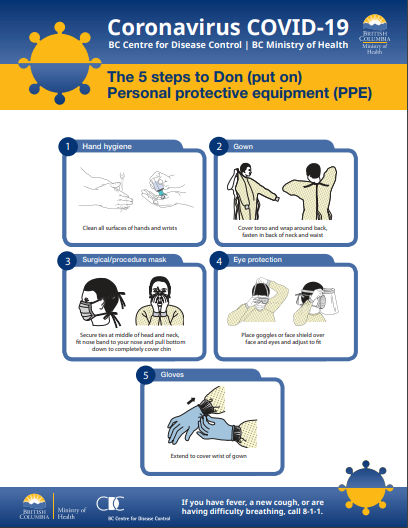 Coronavirus COVID-19
BC Centre for Disease Control | BC Ministry of Health
BRITISH
COLUMBIA
Ministry of
Health
The 5 steps to Don (put on)
Personal protective equipment (PPE)
1 Hand hygiene
Clean all surfaces of hands and wrists
2 Gown
Cover torso and wrap around back,
fasten in back of neck and waist
3 Surgical/procedure mask
Secure ties at middle of head and neck,
fit nose band to your nose and pull bottom
down to completely cover chin
4 Eye protection
Place goggles or face shield over
face and eyes and adjust to fit
5 Gloves
Extend to cover wrist of gown
BRITISH
COLUMBIA
Ministry of
Health
BC Centre for Disease Control
If you have fever, a new cough, or are
having difficulty breathing, call 8-1-1.